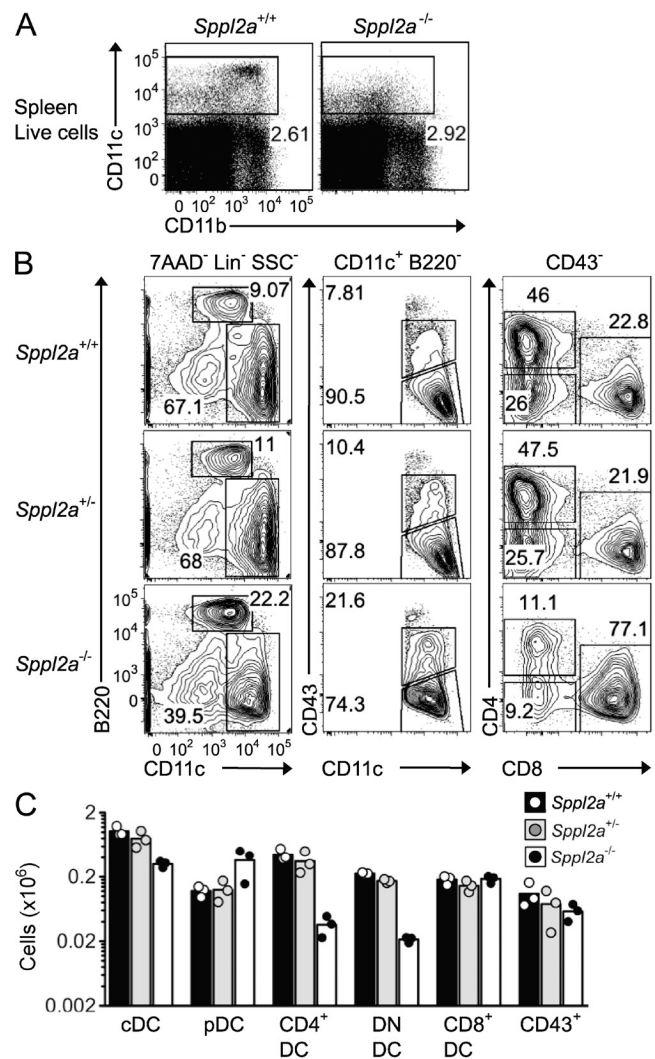 A
Sppl2a+/+ Sppl2a-/-
Spleen
Live cells
CD11c
10^5
10^4
10^3
10^2
0
2.61 2.92
0 10^2 10^3 10^4 10^5
CD11b
B
7AAD- Lin- SSC- CD11c+ B220- CD43-
Sppl2a+/+
9.07 7.81 46 22.8
67.1 90.5 26
Sppl2a+/-
11 10.4 47.5 21.9
68 87.8 25.7
Sppl2a-/-
10^5
10^4
10^3
0
22.2 21.6 11.1 77.1
39.5 74.3 9.2
B220 CD43 CD4
0 10^2 10^3 10^4 10^5
CD11c CD11c CD8
C
Cells (x10^6)
2
0.2
0.02
0.002
Sppl2a+/+
Sppl2a+/-
Sppl2a-/-
cDC pDC CD4+ DN CD8+ CD43+
DC DC DC